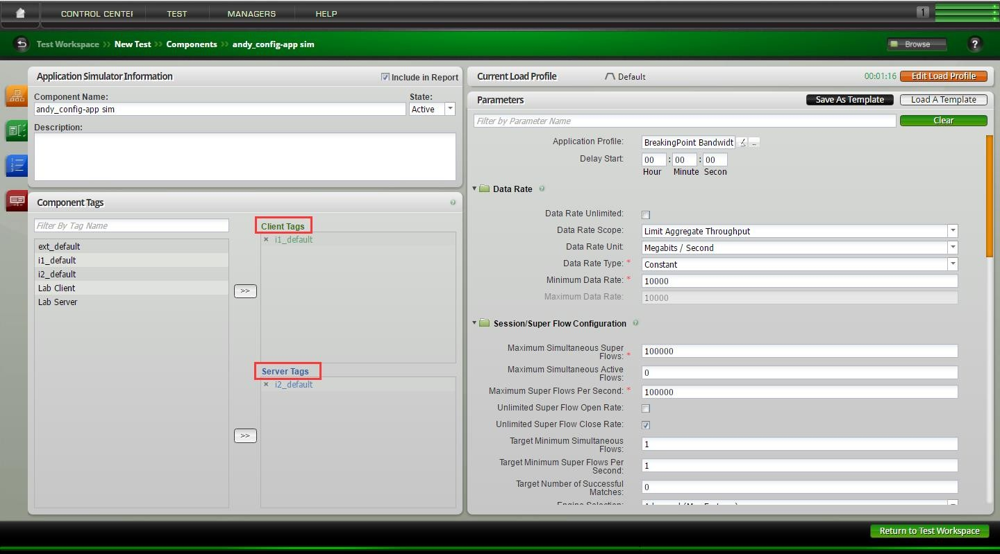 CONTROL CENTE
TEST
MANAGERS
HELP
1
Test Workspace >> New Test >> Components >> andy_config-app sim
Browse
?
Application Simulator Information
Include in Report
Component Name:
State:
andy_config-app sim
Active
Description:
Component Tags
?
Filter By Tag Name
ext_default
i1_default
i2_default
Lab Client
Lab Server
>>
>>
Client Tags
× i1_default
Server Tags
× i2_default
Current Load Profile
Default
00:01:16
Edit Load Profile
Parameters
Save As Template
Load A Template
Filter by Parameter Name
Clear
Application Profile: BreakingPoint Bandwidt
Delay Start: 00 : 00 : 00
Hour Minute Secon
Data Rate ?
Data Rate Unlimited:
Data Rate Scope: Limit Aggregate Throughput
Data Rate Unit: Megabits / Second
Data Rate Type: * Constant
Minimum Data Rate: * 10000
Maximum Data Rate: 10000
Session/Super Flow Configuration ?
Maximum Simultaneous Super
Flows: * 100000
Maximum Simultaneous Active
Flows: 0
Maximum Super Flows Per Second: * 100000
Unlimited Super Flow Open Rate:
Unlimited Super Flow Close Rate:
Target Minimum Simultaneous
Flows: 1
Target Minimum Super Flows Per
Second: 1
Target Number of Successful
Matches: 0
Return to Test Workspace